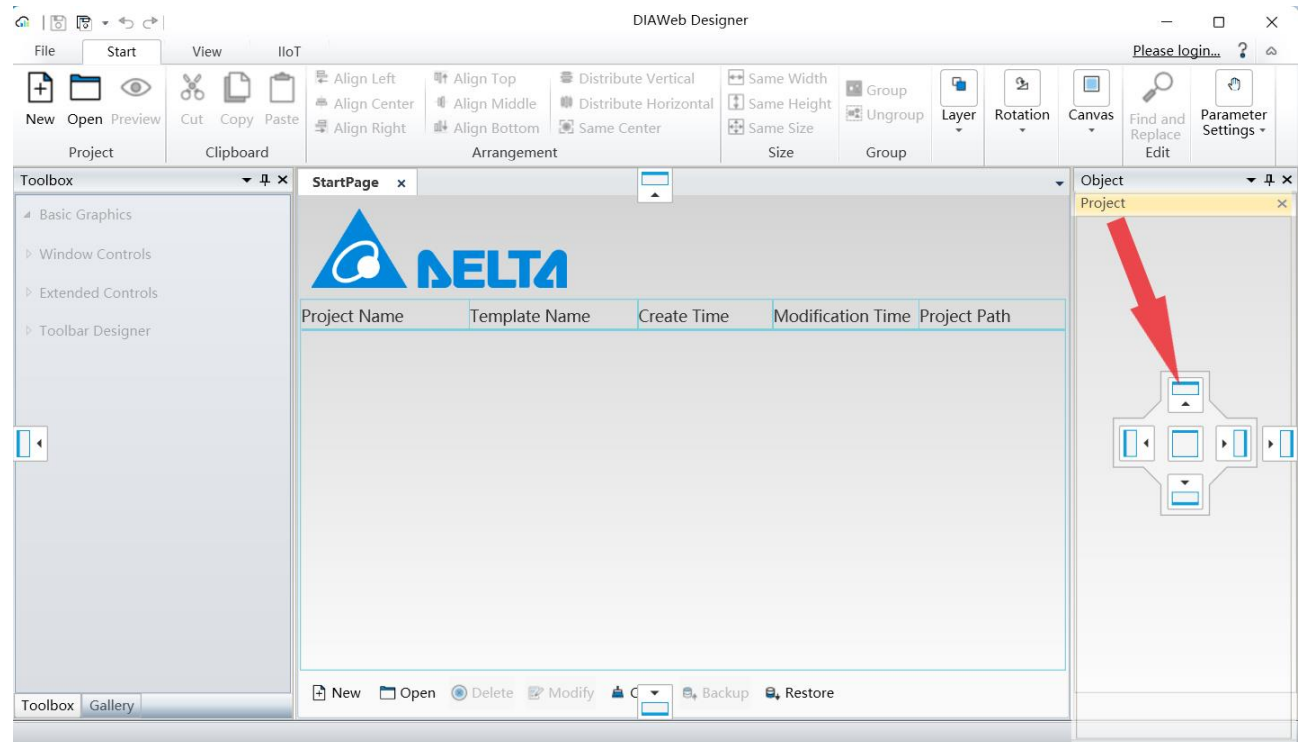 DIAWeb Designer
File Start View IIoT Please login... ?
New Open Preview Cut Copy Paste
Align Left Align Top Distribute Vertical Same Width
Align Center Align Middle Distribute Horizontal Same Height
Align Right Align Bottom Same Center Same Size
Group
Ungroup
Layer Rotation Canvas Find and Replace Parameter Settings
Project Clipboard Arrangement Size Group Edit
Toolbox StartPage Object
Project
Basic Graphics
Window Controls
Extended Controls
Toolbar Designer
DELTA
Project Name Template Name Create Time Modification Time Project Path
New Open Delete Modify Backup Restore
Toolbox Gallery